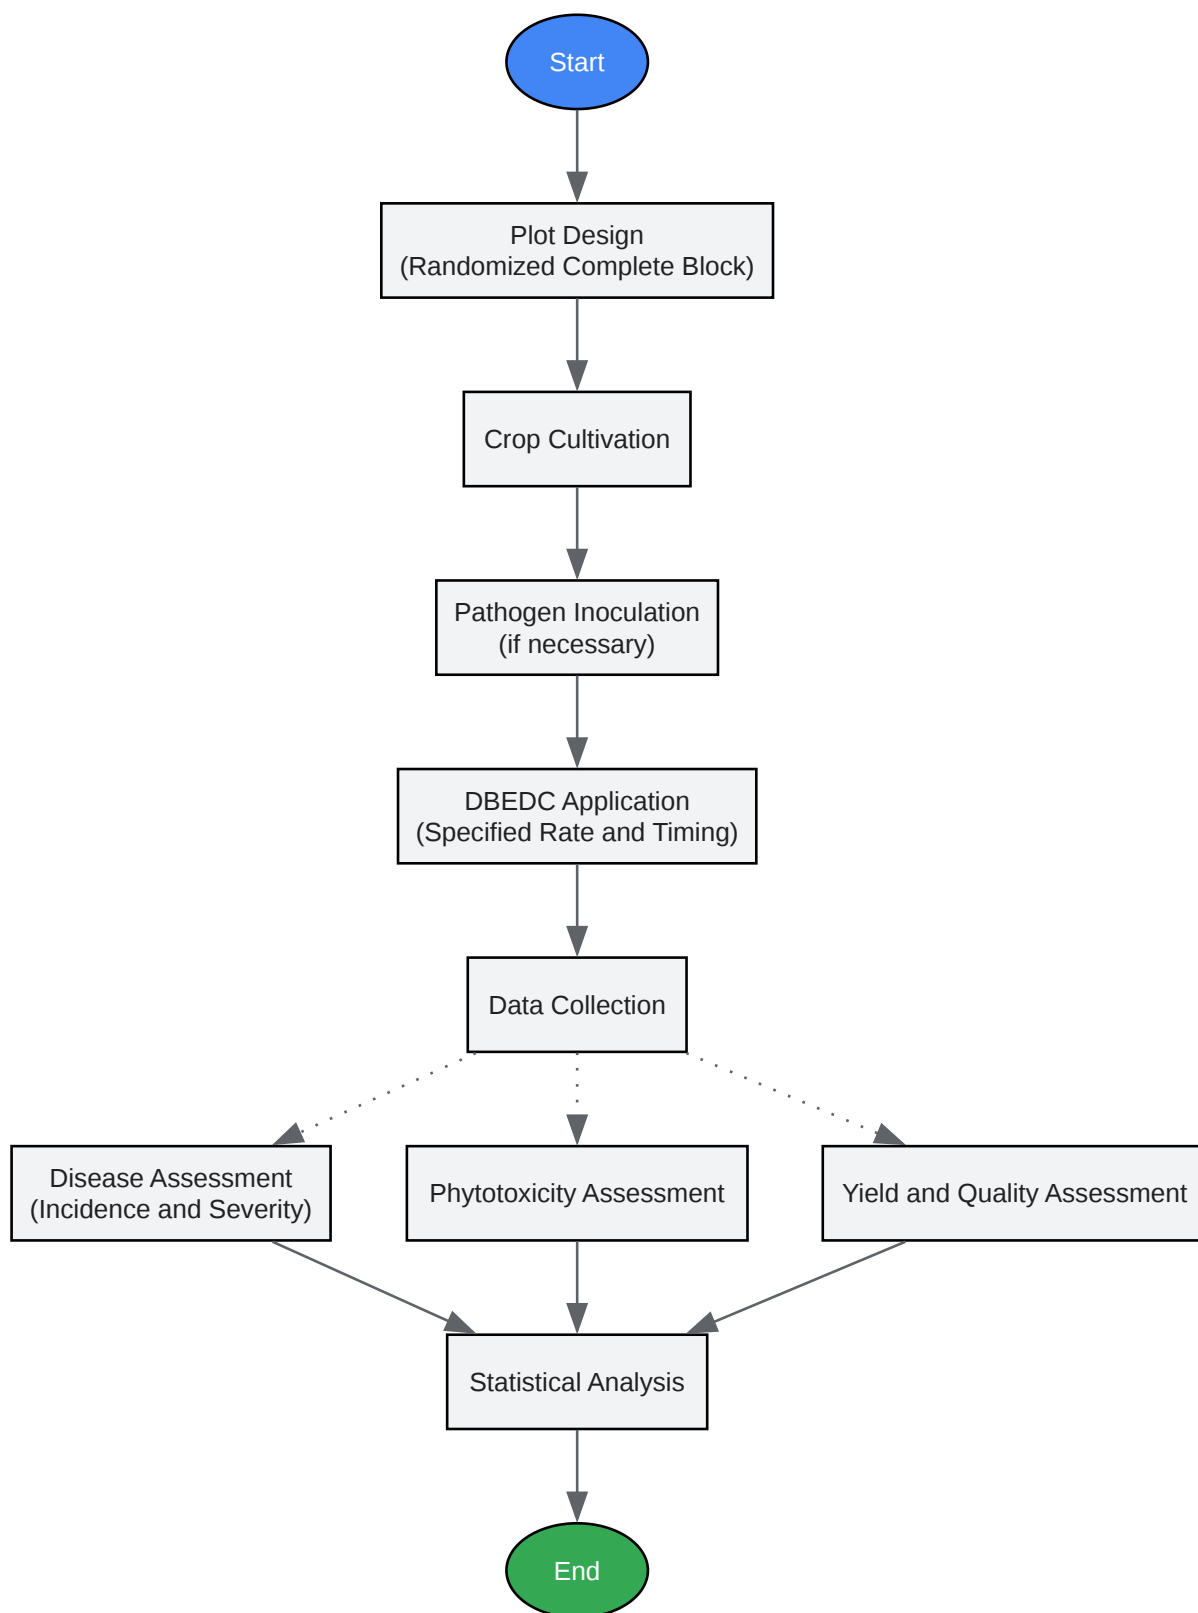 Start
Plot Design
(Randomized Complete Block)
Crop Cultivation
Pathogen Inoculation
(if necessary)
DBEDC Application
(Specified Rate and Timing)
Data Collection
Disease Assessment
(Incidence and Severity)
Phytotoxicity Assessment
Yield and Quality Assessment
Statistical Analysis
End